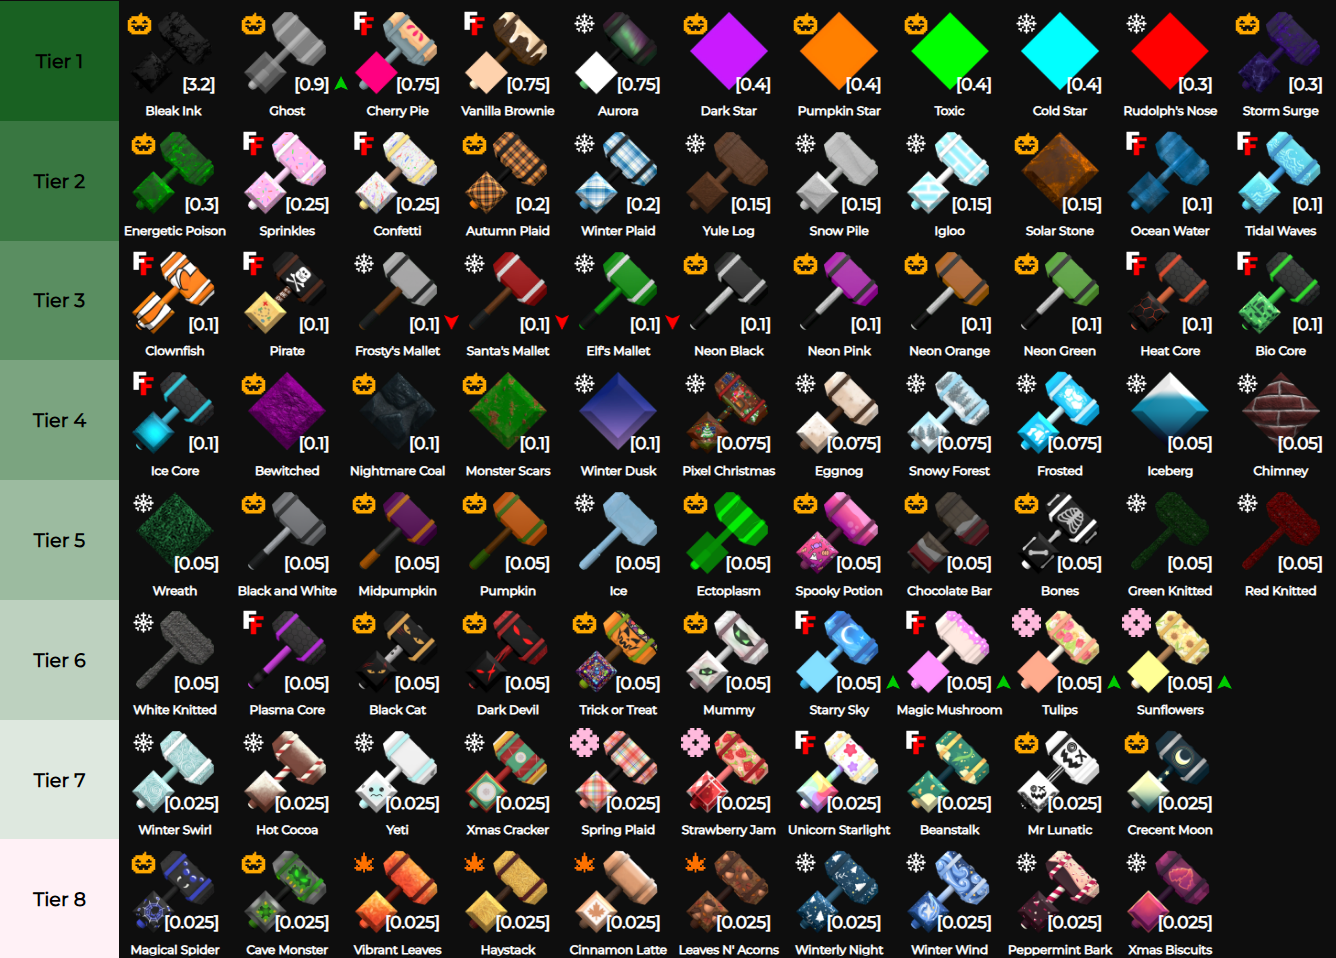 Tier 1
[3.2] [0.9] [0.75] [0.75] [0.75] [0.4] [0.4] [0.4] [0.4] [0.3] [0.3]
Bleak Ink Ghost Cherry Pie Vanilla Brownie Aurora Dark Star Pumpkin Star Toxic Cold Star Rudolph's Nose Storm Surge
Tier 2
[0.3] [0.25] [0.25] [0.2] [0.2] [0.15] [0.15] [0.15] [0.15] [0.1] [0.1]
Energetic Poison Sprinkles Confetti Autumn Plaid Winter Plaid Yule Log Snow Pile Igloo Solar Stone Ocean Water Tidal Waves
Tier 3
[0.1] [0.1] [0.1] [0.1] [0.1] [0.1] [0.1] [0.1] [0.1] [0.1] [0.1]
Clownfish Pirate Frosty's Mallet Santa's Mallet Elf's Mallet Neon Black Neon Pink Neon Orange Neon Green Heat Core Bio Core
Tier 4
[0.1] [0.1] [0.1] [0.1] [0.1] [0.075] [0.075] [0.075] [0.075] [0.05] [0.05]
Ice Core Bewitched Nightmare Coal Monster Scars Winter Dusk Pixel Christmas Eggnog Snowy Forest Frosted Iceberg Chimney
Tier 5
[0.05] [0.05] [0.05] [0.05] [0.05] [0.05] [0.05] [0.05] [0.05] [0.05] [0.05]
Wreath Black and White Midpumpkin Pumpkin Ice Ectoplasm Spooky Potion Chocolate Bar Bones Green Knitted Red Knitted
Tier 6
[0.05] [0.05] [0.05] [0.05] [0.05] [0.05] [0.05] [0.05] [0.05] [0.05]
White Knitted Plasma Core Black Cat Dark Devil Trick or Treat Mummy Starry Sky Magic Mushroom Tulips Sunflowers
Tier 7
[0.025] [0.025] [0.025] [0.025] [0.025] [0.025] [0.025] [0.025] [0.025] [0.025]
Winter Swirl Hot Cocoa Yeti Xmas Cracker Spring Plaid Strawberry Jam Unicorn Starlight Beanstalk Mr Lunatic Crecent Moon
Tier 8
[0.025] [0.025] [0.025] [0.025] [0.025] [0.025] [0.025] [0.025] [0.025] [0.025]
Magical Spider Cave Monster Vibrant Leaves Haystack Cinnamon Latte Leaves N' Acorns Winterly Night Winter Wind Peppermint Bark Xmas Biscuits